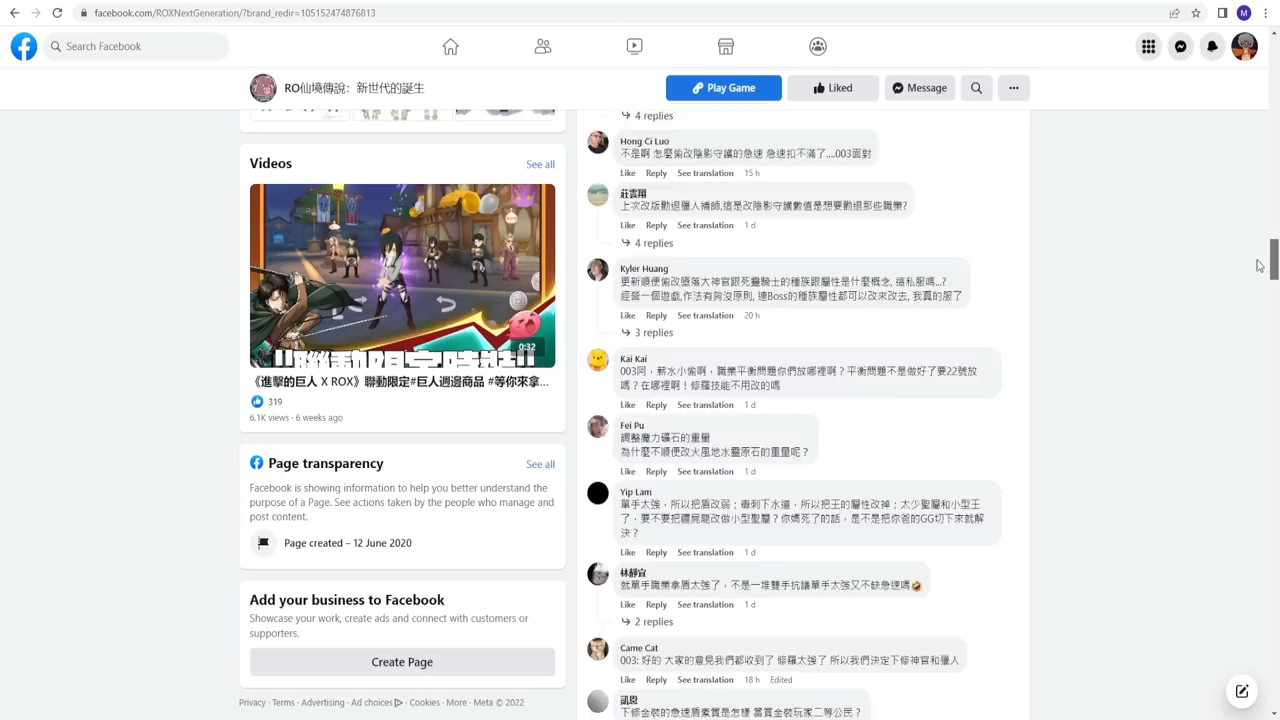 facebook.com/ROXNextGeneration/?brand_redir=105152474876813
M
Search Facebook
RO仙境傳說：新世代的誕生
Play Game
Liked
Message
Videos
See all
0:32
《進擊的巨人 X ROX》聯動限定#巨人週邊商品 #等你來拿...
319
6.1K views · 6 weeks ago
Page transparency
See all
Facebook is showing information to help you better understand the
purpose of a Page. See actions taken by the people who manage and
post content.
Page created – 12 June 2020
Add your business to Facebook
Showcase your work, create ads and connect with customers or
supporters.
Create Page
Privacy · Terms · Advertising · Ad choices · Cookies · More · Meta © 2022
4 replies
Hong Ci Luo
不是啊 怎麼偷改陰影守護的急速 急速扣不滿了....003面對
Like Reply See translation 15 h
莊雲翔
上次改版勸退獵人補師,這是改陰影守護數值是想要勸退那些職業?
Like Reply See translation 1 d
4 replies
Kyler Huang
更新順便偷改墮落大神官跟死靈騎士的種族跟屬性是什麼概念, 這私服嗎...?
經營一個遊戲,作法有夠沒原則, 連Boss的種族屬性都可以改來改去, 我真的服了
Like Reply See translation 20 h
3 replies
Kai Kai
003阿，薪水小偷啊，職業平衡問題你們放哪裡啊？平衡問題不是做好了要22號放
嗎？在哪裡啊！修羅技能不用改的嗎
Like Reply See translation 1 d
Fei Pu
調整魔力礦石的重量
為什麼不順便改火風地水靈原石的重量呢？
Like Reply See translation 1 d
Yip Lam
單手太強，所以把盾改弱；毒刺下水道，所以把王的屬性改掉；太少聖屬和小型王
了，要不要把疆屍龍改做小型聖屬？你媽死了的話，是不是把你爸的GG切下來就解
決？
Like Reply See translation 1 d
林靜宜
就單手職業拿盾太強了，不是一堆雙手抗議單手太強又不缺急速嗎🤣
Like Reply See translation 1 d
2 replies
Came Cat
003: 好的 大家的意見我們都收到了 修羅太強了 所以我們決定下修神官和獵人
Like Reply See translation 18 h Edited
凱恩
下修金裝的急速盾素質是怎樣 當買金裝玩家二等公民？